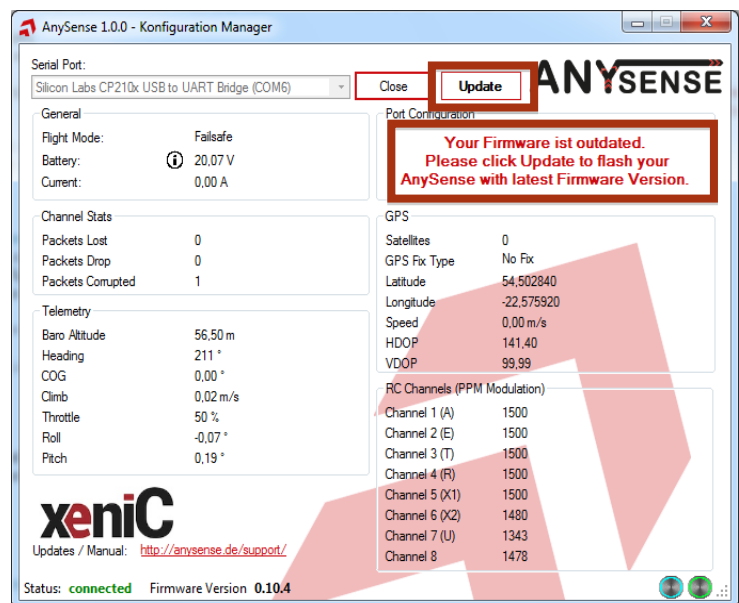 AnySense 1.0.0 - Konfiguration Manager
Serial Port:
Silicon Labs CP210x USB to UART Bridge (COM6)
Close
Update
ANYSENSE
General
Flight Mode: Failsafe
Battery: 20,07 V
Current: 0,00 A
Port Configuration
Your Firmware ist outdated.
Please click Update to flash your
AnySense with latest Firmware Version.
Channel Stats
Packets Lost 0
Packets Drop 0
Packets Corrupted 1
GPS
Satellites 0
GPS Fix Type No Fix
Latitude 54,502840
Longitude -22,575920
Speed 0,00 m/s
HDOP 141,40
VDOP 99,99
Telemetry
Baro Altitude 56,50 m
Heading 211 °
COG 0,00 °
Climb 0,02 m/s
Throttle 50 %
Roll -0,07 °
Pitch 0,19 °
RC Channels (PPM Modulation)
Channel 1 (A) 1500
Channel 2 (E) 1500
Channel 3 (T) 1500
Channel 4 (R) 1500
Channel 5 (X1) 1500
Channel 6 (X2) 1480
Channel 7 (U) 1343
Channel 8 1478
xeniC
Updates / Manual: http://anysense.de/support/
Status: connected Firmware Version 0.10.4